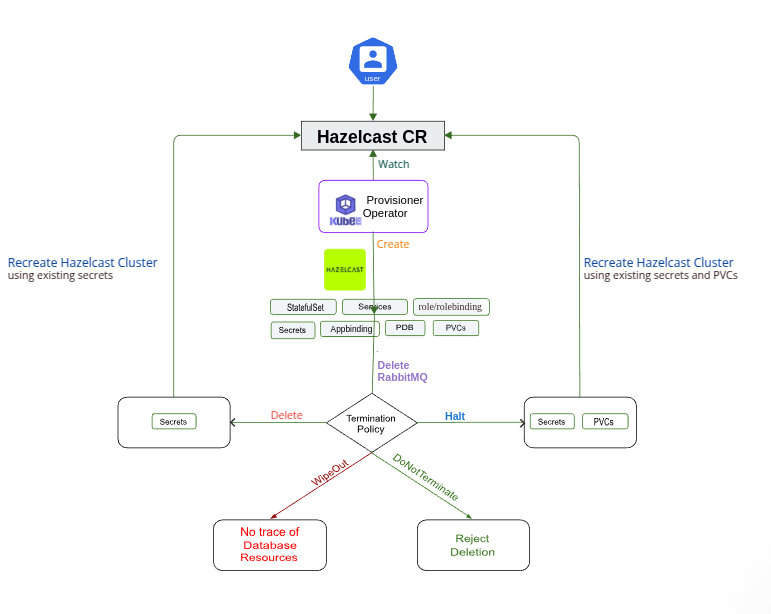 user
Hazelcast CR
Watch
Provisioner
Operator
Create
HAZELCAST
Recreate Hazelcast Cluster
using existing secrets
Recreate Hazelcast Cluster
using existing secrets and PVCs
StatefulSet
Services
role/rolebinding
Secrets
Appbinding
PDB
PVCs
Delete
RabbitMQ
Secrets
Delete
Termination
Policy
Halt
Secrets
PVCs
WipeOut
DoNotTerminate
No trace of
Database
Resources
Reject
Deletion